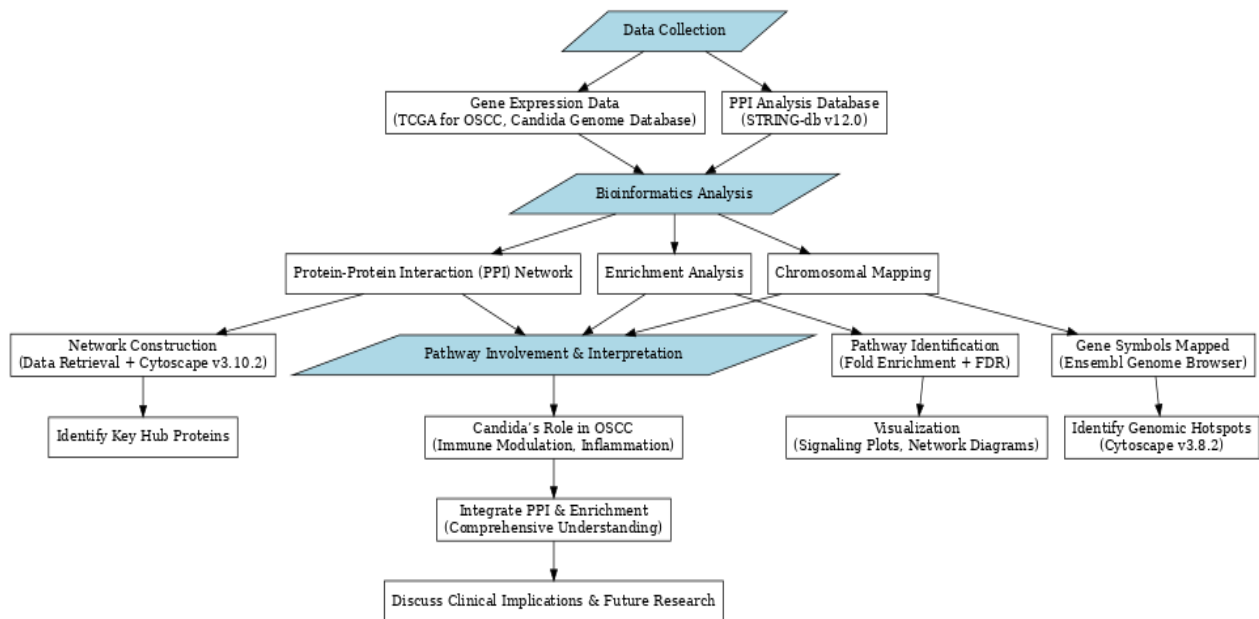 Data Collection
Gene Expression Data
(TCGA for OSCC, Candida Genome Database)
PPI Analysis Database
(STRING-db v12.0)
Bioinformatics Analysis
Protein-Protein Interaction (PPI) Network
Enrichment Analysis
Chromosomal Mapping
Network Construction
(Data Retrieval + Cytoscape v3.10.2)
Pathway Involvement & Interpretation
Pathway Identification
(Fold Enrichment + FDR)
Gene Symbols Mapped
(Ensembl Genome Browser)
Identify Key Hub Proteins
Candida's Role in OSCC
(Immune Modulation, Inflammation)
Visualization
(Signaling Plots, Network Diagrams)
Identify Genomic Hotspots
(Cytoscape v3.8.2)
Integrate PPI & Enrichment
(Comprehensive Understanding)
Discuss Clinical Implications & Future Research